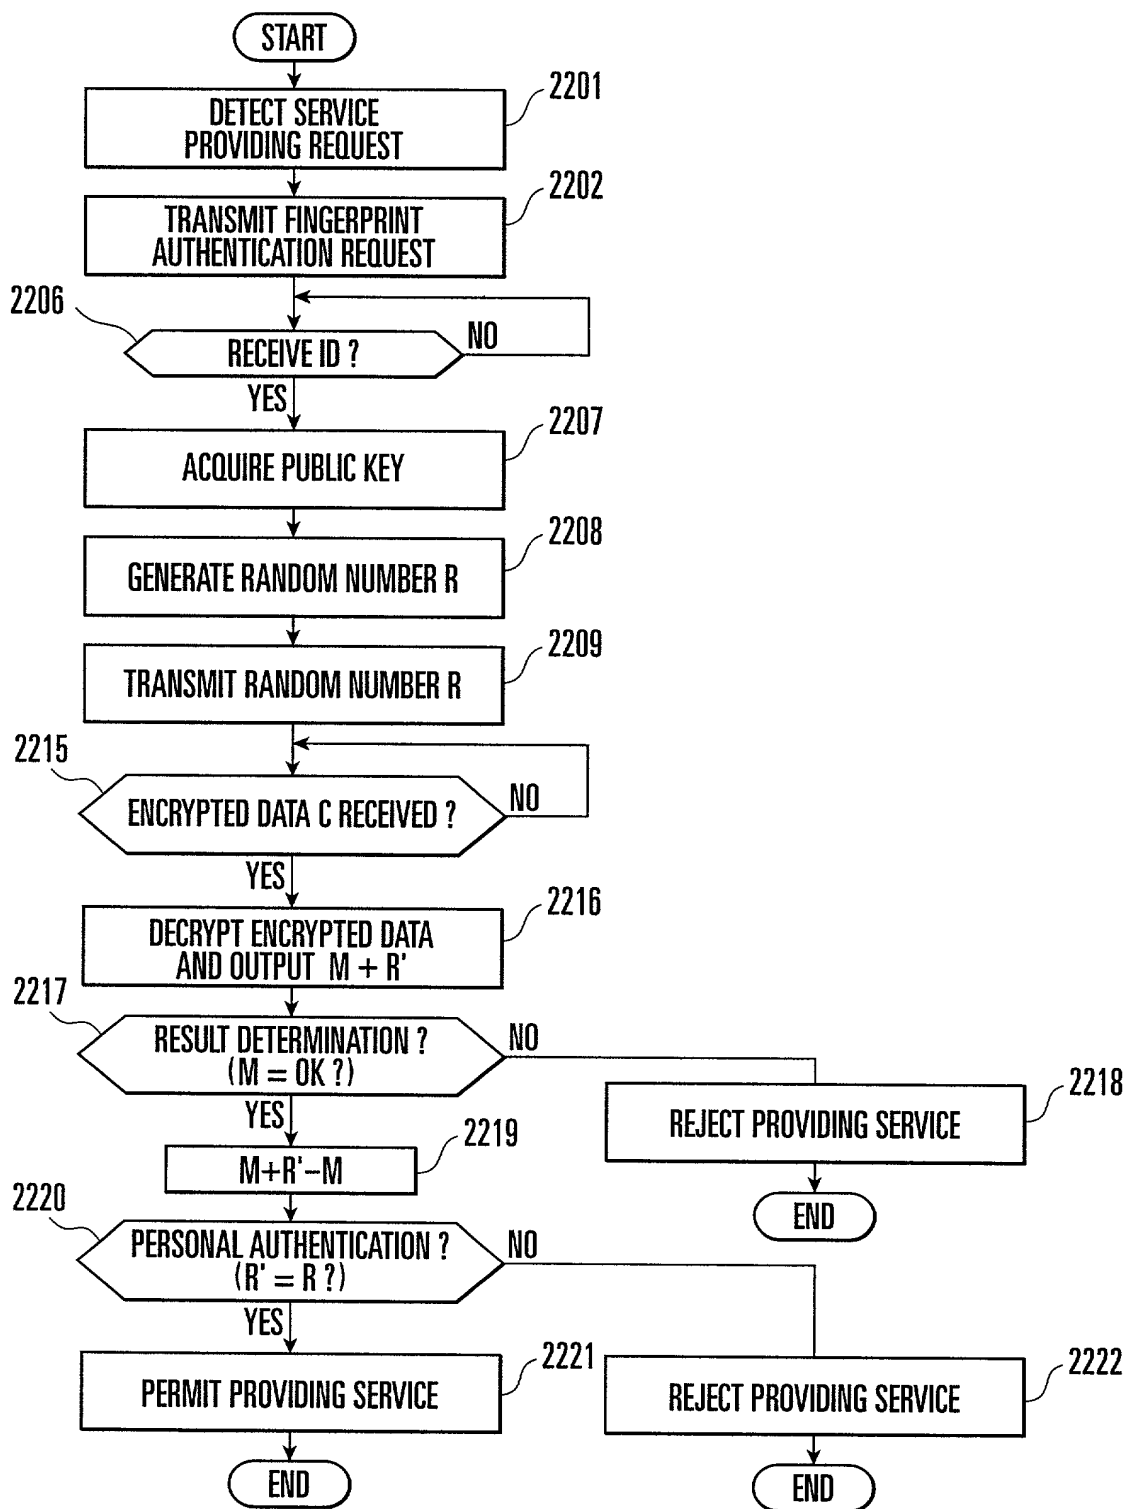 START
2201
DETECT SERVICE
PROVIDING REQUEST
2202
TRANSMIT FINGERPRINT
AUTHENTICATION REQUEST
2206
RECEIVE ID ?
NO
YES
2207
ACQUIRE PUBLIC KEY
2208
GENERATE RANDOM NUMBER R
2209
TRANSMIT RANDOM NUMBER R
2215
ENCRYPTED DATA C RECEIVED ?
NO
YES
2216
DECRYPT ENCRYPTED DATA
AND OUTPUT M + R'
2217
RESULT DETERMINATION ?
(M = OK ?)
NO
YES
2218
REJECT PROVIDING SERVICE
END
2219
M+R'−M
2220
PERSONAL AUTHENTICATION ?
(R' = R ?)
NO
YES
2221
PERMIT PROVIDING SERVICE
END
2222
REJECT PROVIDING SERVICE
END